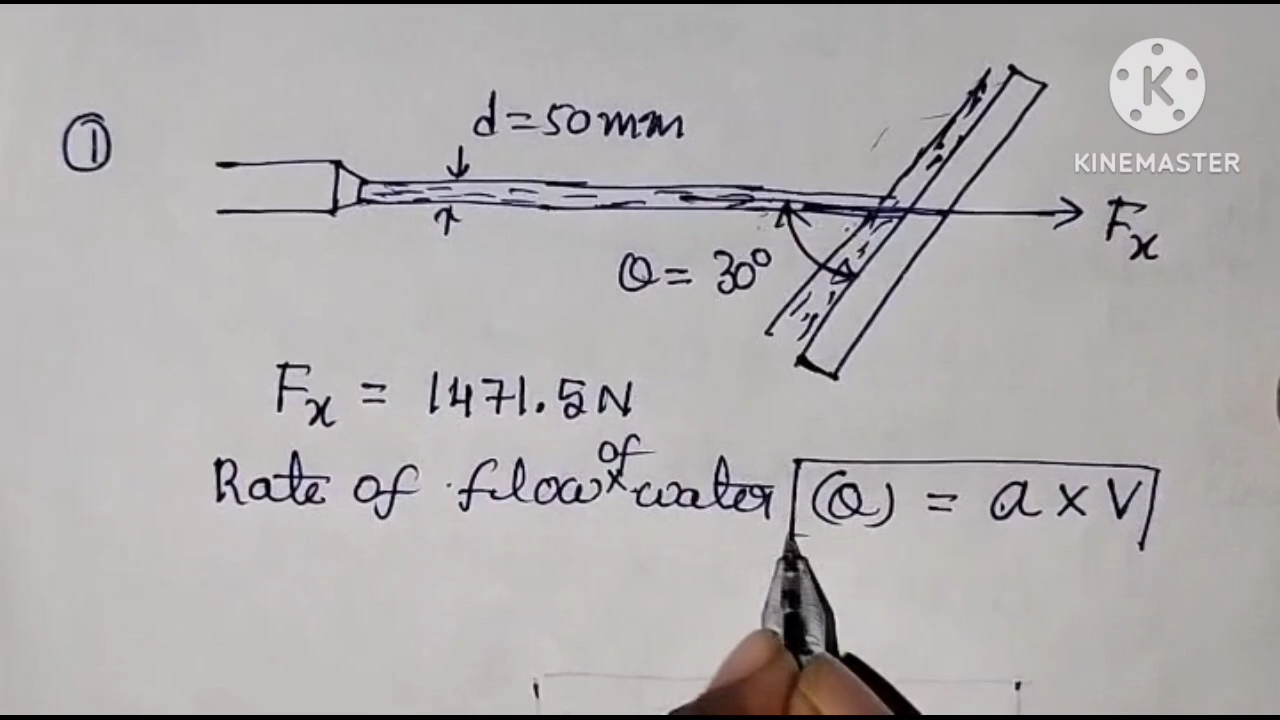 ①
d = 50mm
K
KINEMASTER
Fx
θ = 30°
Fx = 1471.5N
Rate of flow of water (Q) = a x V